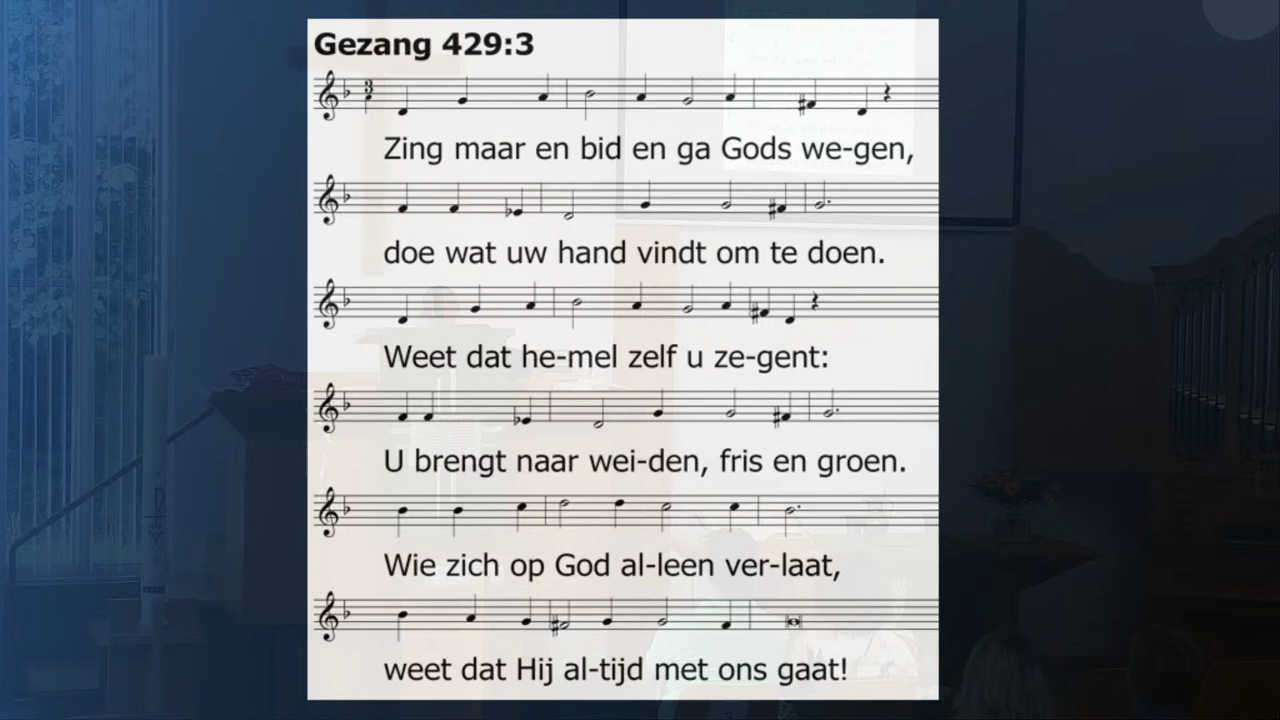 Gezang 429:3
Zing maar en bid en ga Gods we-gen,
doe wat uw hand vindt om te doen.
Weet dat he-mel zelf u ze-gent:
U brengt naar wei-den, fris en groen.
Wie zich op God al-leen ver-laat,
weet dat Hij al-tijd met ons gaat!